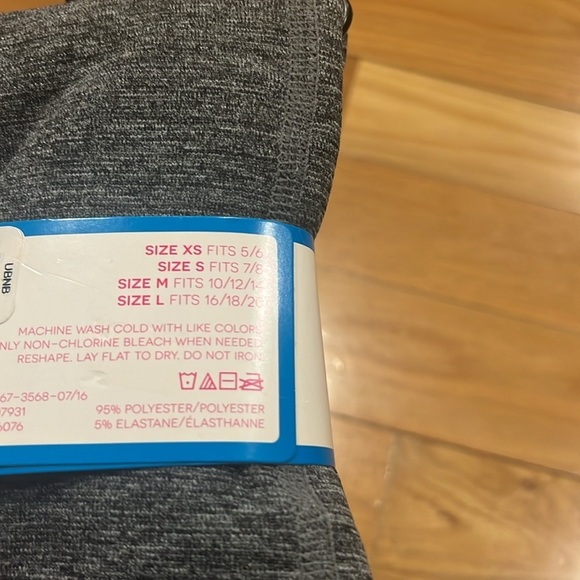 SIZE XS FITS 5/6
SIZE S FITS 7/8
SIZE M FITS 10/12/14
SIZE L FITS 16/18/20
UBNB
MACHINE WASH COLD WITH LIKE COLORS.
NLY NON-CHLORINE BLEACH WHEN NEEDED.
RESHAPE. LAY FLAT TO DRY. DO NOT IRON.
67-3568-07/16
07931
6076
95% POLYESTER/POLYESTER
5% ELASTANE/ÉLASTHANNE